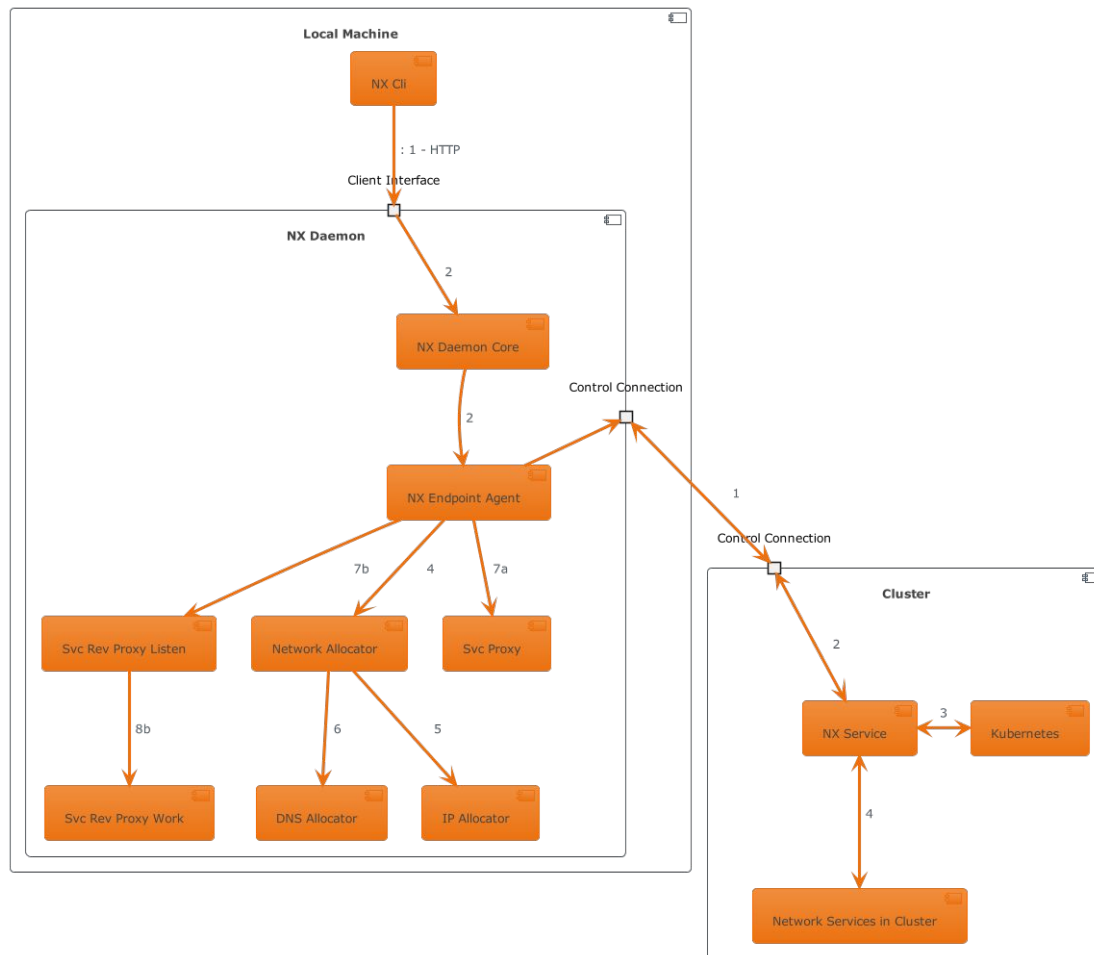 Local Machine
NX Cli
: 1 - HTTP
Client Interface
NX Daemon
2
NX Daemon Core
Control Connection
2
NX Endpoint Agent
1
Control Connection
7b
4
7a
Cluster
Svc Rev Proxy Listen
Network Allocator
Svc Proxy
2
8b
6
5
3
NX Service
Kubernetes
Svc Rev Proxy Work
DNS Allocator
IP Allocator
4
Network Services in Cluster